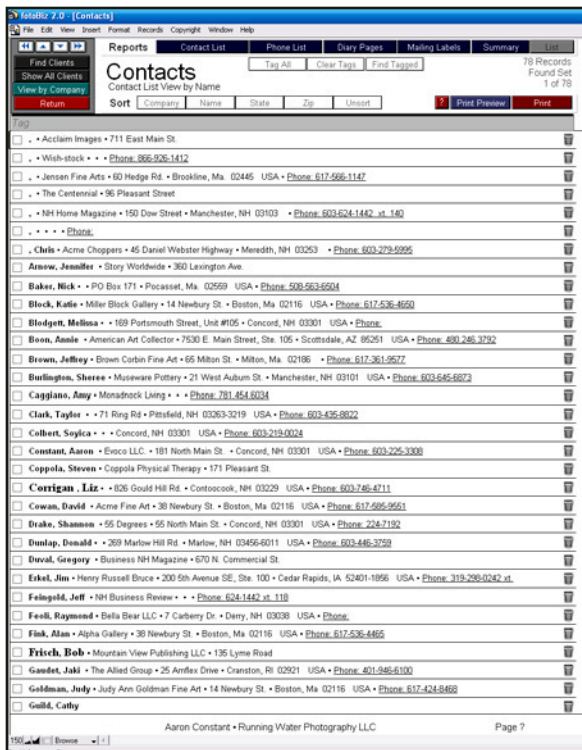 fotoBiz 2.0 - [Contacts]
File Edit View Insert Format Records Copyright Window Help
Reports Contact List Phone List Diary Pages Mailing Labels Summary List
Find Clients
Show All Clients
View by Company
Return
Contacts
Contact List View by Name
Tag All Clear Tags Find Tagged
78 Records
Found Set
1 of 78
Sort Company Name State Zip Unsort ? Print Preview Print
Tag
, • Acclaim Images • 711 East Main St.
, • Wish-stock • • • Phone: 866-926-1412
, • Jensen Fine Arts • 60 Hedge Rd. • Brookline, Ma. 02445 USA • Phone: 617-566-1147
, • The Centennial • 96 Pleasant Street
, • NH Home Magazine • 150 Dow Street • Manchester, NH 03103 • Phone: 603-624-1442 xt. 140
, • • • • Phone:
, Chris • Acme Choppers • 45 Daniel Webster Highway • Meredith, NH 03253 • Phone: 603-279-5995
Arnow, Jennifer • Story Worldwide • 360 Lexington Ave.
Baker, Nick • • PO Box 171 • Pocasset, Ma. 02559 USA • Phone: 508-563-6504
Block, Katie • Miller Block Gallery • 14 Newbury St. • Boston, Ma 02116 USA • Phone: 617-536-4650
Blodgett, Melissa • • 169 Portsmouth Street, Unit #105 • Concord, NH 03301 USA • Phone:
Boon, Annie • American Art Collector • 7530 E. Main Street, Ste. 105 • Scottsdale, AZ 85251 USA • Phone: 480.246.3792
Brown, Jeffrey • Brown Corbin Fine Art • 65 Milton St. • Milton, Ma. 02186 • Phone: 617-361-9577
Burlington, Sheree • Museware Pottery • 21 West Auburn St. • Manchester, NH 03101 USA • Phone: 603-645-6873
Caggiano, Amy • Monadnock Living • • • Phone: 781.454.6034
Clark, Taylor • • 71 Ring Rd • Pittsfield, NH 03263-3219 USA • Phone: 603-435-8822
Colbert, Soyica • • • Concord, NH 03301 USA • Phone: 603-219-0024
Constant, Aaron • Evoco LLC. • 181 North Main St. • Concord, NH 03301 USA • Phone: 603-225-3308
Coppola, Steven • Coppola Physical Therapy • 171 Pleasant St.
Corrigan , Liz • • 826 Gould Hill Rd. • Contoocook, NH 03229 USA • Phone: 603-746-4711
Cowan, David • Acme Fine Art • 38 Newbury St. • Boston, Ma 02116 USA • Phone: 617-585-9551
Drake, Shannon • 55 Degrees • 55 North Main St. • Concord, NH 03301 USA • Phone: 224-7192
Dunlap, Donald • • 269 Marlow Hill Rd. • Marlow, NH 03456-6011 USA • Phone: 603-446-3759
Duval, Gregory • Business NH Magazine • 670 N. Commercial St.
Erkel, Jim • Henry Russell Bruce • 200 5th Avenue SE, Ste. 100 • Cedar Rapids, IA 52401-1856 USA • Phone: 319-298-0242 xt.
Feingold, Jeff • NH Business Review • • • Phone: 624-1442 xt. 118
Feoli, Raymond • Bella Bear LLC • 7 Carberry Dr. • Derry, NH 03038 USA • Phone:
Fink, Alan • Alpha Gallery • 38 Newbury St. • Boston, Ma 02116 USA • Phone: 617-536-4465
Frisch, Bob • Mountain View Publishing LLC • 135 Lyme Road
Gaudet, Jaki • The Allied Group • 25 Amflex Drive • Cranston, RI 02921 USA • Phone: 401-946-6100
Goldman, Judy • Judy Ann Goldman Fine Art • 14 Newbury St. • Boston, Ma 02116 USA • Phone: 617-424-8468
Guild, Cathy
Aaron Constant • Running Water Photography LLC Page ?
150 Browse